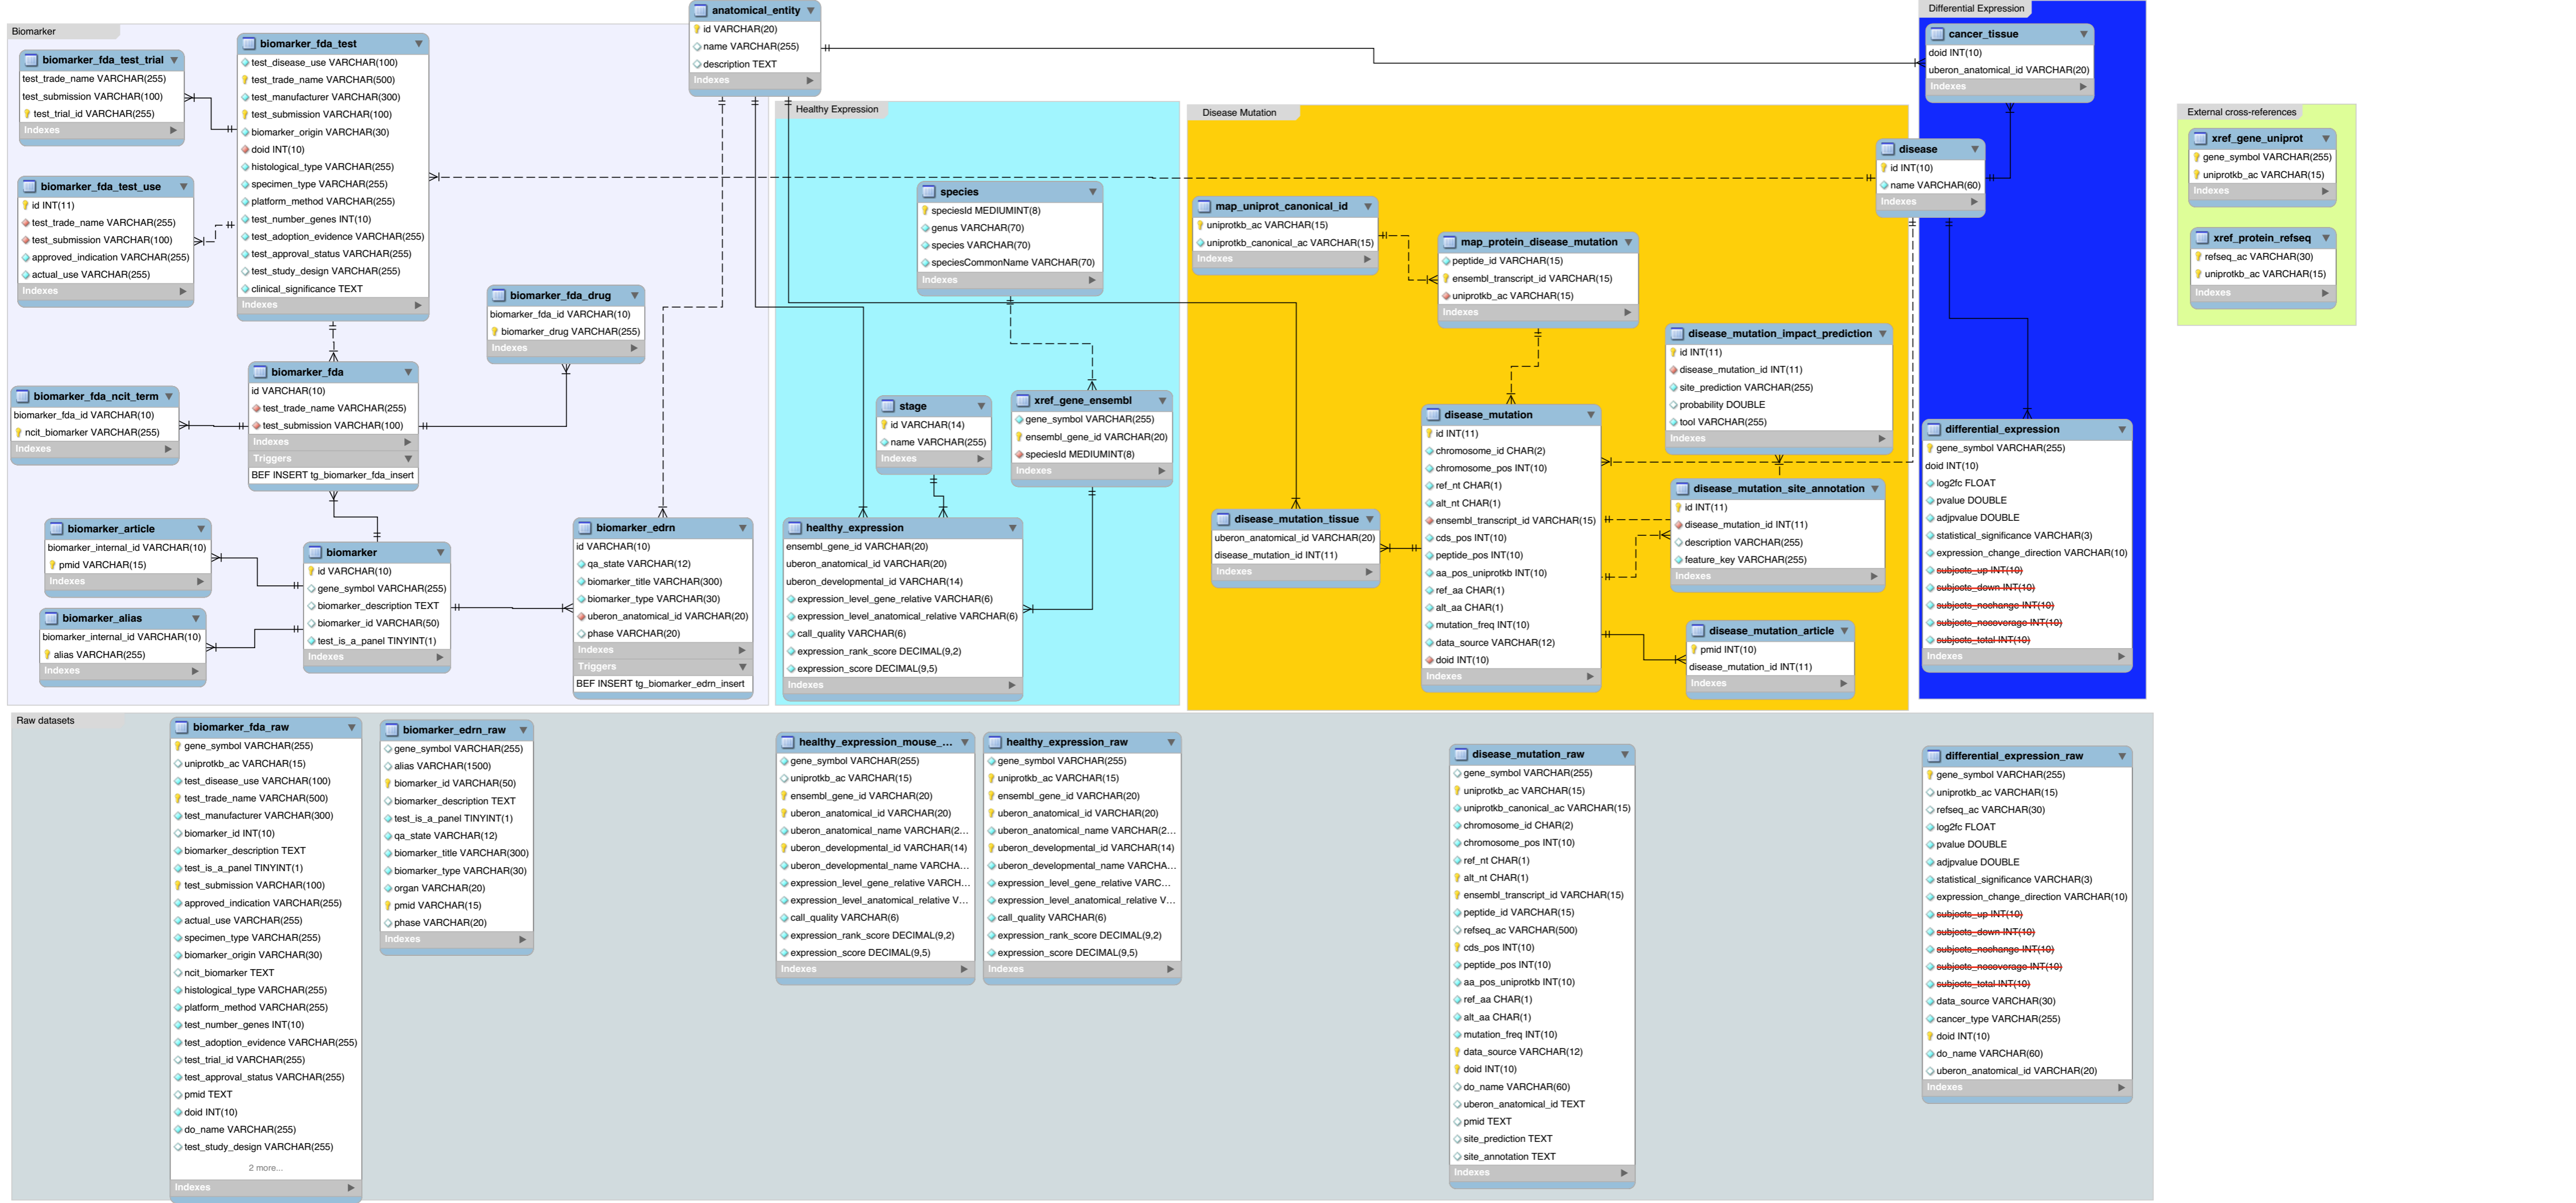 Biomarker
biomarker_fda_test_trial
test_trade_name VARCHAR(255)
test_submission VARCHAR(100)
test_trial_id VARCHAR(255)
Indexes
biomarker_fda_test_use
id INT(11)
test_trade_name VARCHAR(255)
test_submission VARCHAR(100)
approved_indication VARCHAR(255)
actual_use VARCHAR(255)
Indexes
biomarker_fda_test
test_disease_use VARCHAR(100)
test_trade_name VARCHAR(500)
test_manufacturer VARCHAR(300)
test_submission VARCHAR(100)
biomarker_origin VARCHAR(30)
doid INT(10)
histological_type VARCHAR(255)
specimen_type VARCHAR(255)
platform_method VARCHAR(255)
test_number_genes INT(10)
test_adoption_evidence VARCHAR(255)
test_approval_status VARCHAR(255)
test_study_design VARCHAR(255)
clinical_significance TEXT
Indexes
biomarker_fda_drug
biomarker_fda_id VARCHAR(10)
biomarker_drug VARCHAR(255)
Indexes
biomarker_fda_ncit_term
biomarker_fda_id VARCHAR(10)
ncit_biomarker VARCHAR(255)
Indexes
biomarker_fda
id VARCHAR(10)
test_trade_name VARCHAR(255)
test_submission VARCHAR(100)
Indexes
Triggers
BEF INSERT tg_biomarker_fda_insert
biomarker_article
biomarker_internal_id VARCHAR(10)
pmid VARCHAR(15)
Indexes
biomarker_alias
biomarker_internal_id VARCHAR(10)
alias VARCHAR(255)
Indexes
biomarker
id VARCHAR(10)
gene_symbol VARCHAR(255)
biomarker_description TEXT
biomarker_id VARCHAR(50)
test_is_a_panel TINYINT(1)
Indexes
biomarker_edrn
id VARCHAR(10)
qa_state VARCHAR(12)
biomarker_title VARCHAR(300)
biomarker_type VARCHAR(30)
uberon_anatomical_id VARCHAR(20)
phase VARCHAR(20)
Indexes
Triggers
BEF INSERT tg_biomarker_edrn_insert
anatomical_entity
id VARCHAR(20)
name VARCHAR(255)
description TEXT
Indexes
Healthy Expression
species
speciesId MEDIUMINT(8)
genus VARCHAR(70)
species VARCHAR(70)
speciesCommonName VARCHAR(70)
Indexes
stage
id VARCHAR(14)
name VARCHAR(255)
Indexes
xref_gene_ensembl
gene_symbol VARCHAR(255)
ensembl_gene_id VARCHAR(20)
speciesId MEDIUMINT(8)
Indexes
healthy_expression
ensembl_gene_id VARCHAR(20)
uberon_anatomical_id VARCHAR(20)
uberon_developmental_id VARCHAR(14)
expression_level_gene_relative VARCHAR(6)
expression_level_anatomical_relative VARCHAR(6)
call_quality VARCHAR(6)
expression_rank_score DECIMAL(9,2)
expression_score DECIMAL(9,5)
Indexes
Disease Mutation
map_uniprot_canonical_id
uniprotkb_ac VARCHAR(15)
uniprotkb_canonical_ac VARCHAR(15)
Indexes
map_protein_disease_mutation
peptide_id VARCHAR(15)
ensembl_transcript_id VARCHAR(15)
uniprotkb_ac VARCHAR(15)
Indexes
disease_mutation_impact_prediction
id INT(11)
disease_mutation_id INT(11)
site_prediction VARCHAR(255)
probability DOUBLE
tool VARCHAR(255)
Indexes
disease_mutation
id INT(11)
chromosome_id CHAR(2)
chromosome_pos INT(10)
ref_nt CHAR(1)
alt_nt CHAR(1)
ensembl_transcript_id VARCHAR(15)
cds_pos INT(10)
peptide_pos INT(10)
aa_pos_uniprotkb INT(10)
ref_aa CHAR(1)
alt_aa CHAR(1)
mutation_freq INT(10)
data_source VARCHAR(12)
doid INT(10)
Indexes
disease_mutation_tissue
uberon_anatomical_id VARCHAR(20)
disease_mutation_id INT(11)
Indexes
disease_mutation_site_annotation
id INT(11)
disease_mutation_id INT(11)
description VARCHAR(255)
feature_key VARCHAR(255)
Indexes
disease_mutation_article
pmid INT(10)
disease_mutation_id INT(11)
Indexes
disease
id INT(10)
name VARCHAR(60)
Indexes
Differential Expression
cancer_tissue
doid INT(10)
uberon_anatomical_id VARCHAR(20)
Indexes
differential_expression
gene_symbol VARCHAR(255)
doid INT(10)
log2fc FLOAT
pvalue DOUBLE
adjpvalue DOUBLE
statistical_significance VARCHAR(3)
expression_change_direction VARCHAR(10)
subjects_up INT(10)
subjects_down INT(10)
subjects_nochange INT(10)
subjects_nocoverage INT(10)
subjects_total INT(10)
Indexes
External cross-references
xref_gene_uniprot
gene_symbol VARCHAR(255)
uniprotkb_ac VARCHAR(15)
Indexes
xref_protein_refseq
refseq_ac VARCHAR(30)
uniprotkb_ac VARCHAR(15)
Indexes
Raw datasets
biomarker_fda_raw
gene_symbol VARCHAR(255)
uniprotkb_ac VARCHAR(15)
test_disease_use VARCHAR(100)
test_trade_name VARCHAR(500)
test_manufacturer VARCHAR(300)
biomarker_id INT(10)
biomarker_description TEXT
test_is_a_panel TINYINT(1)
test_submission VARCHAR(100)
approved_indication VARCHAR(255)
actual_use VARCHAR(255)
specimen_type VARCHAR(255)
biomarker_origin VARCHAR(30)
ncit_biomarker TEXT
histological_type VARCHAR(255)
platform_method VARCHAR(255)
test_number_genes INT(10)
test_adoption_evidence VARCHAR(255)
test_trial_id VARCHAR(255)
test_approval_status VARCHAR(255)
pmid TEXT
doid INT(10)
do_name VARCHAR(255)
test_study_design VARCHAR(255)
2 more...
Indexes
biomarker_edrn_raw
gene_symbol VARCHAR(255)
alias VARCHAR(1500)
biomarker_id VARCHAR(50)
biomarker_description TEXT
test_is_a_panel TINYINT(1)
qa_state VARCHAR(12)
biomarker_title VARCHAR(300)
biomarker_type VARCHAR(30)
organ VARCHAR(20)
pmid VARCHAR(15)
phase VARCHAR(20)
Indexes
healthy_expression_mouse_...
gene_symbol VARCHAR(255)
uniprotkb_ac VARCHAR(15)
ensembl_gene_id VARCHAR(20)
uberon_anatomical_id VARCHAR(20)
uberon_anatomical_name VARCHAR(2...
uberon_developmental_id VARCHAR(14)
uberon_developmental_name VARCHA...
expression_level_gene_relative VARCH...
expression_level_anatomical_relative V...
call_quality VARCHAR(6)
expression_rank_score DECIMAL(9,2)
expression_score DECIMAL(9,5)
Indexes
healthy_expression_raw
gene_symbol VARCHAR(255)
uniprotkb_ac VARCHAR(15)
ensembl_gene_id VARCHAR(20)
uberon_anatomical_id VARCHAR(20)
uberon_anatomical_name VARCHAR(2...
uberon_developmental_id VARCHAR(14)
uberon_developmental_name VARCHA...
expression_level_gene_relative VARC...
expression_level_anatomical_relative V...
call_quality VARCHAR(6)
expression_rank_score DECIMAL(9,2)
expression_score DECIMAL(9,5)
Indexes
disease_mutation_raw
gene_symbol VARCHAR(255)
uniprotkb_ac VARCHAR(15)
uniprotkb_canonical_ac VARCHAR(15)
chromosome_id CHAR(2)
chromosome_pos INT(10)
ref_nt CHAR(1)
alt_nt CHAR(1)
ensembl_transcript_id VARCHAR(15)
peptide_id VARCHAR(15)
refseq_ac VARCHAR(500)
cds_pos INT(10)
peptide_pos INT(10)
aa_pos_uniprotkb INT(10)
ref_aa CHAR(1)
alt_aa CHAR(1)
mutation_freq INT(10)
data_source VARCHAR(12)
doid INT(10)
do_name VARCHAR(60)
uberon_anatomical_id TEXT
pmid TEXT
site_prediction TEXT
site_annotation TEXT
Indexes
differential_expression_raw
gene_symbol VARCHAR(255)
uniprotkb_ac VARCHAR(15)
refseq_ac VARCHAR(30)
log2fc FLOAT
pvalue DOUBLE
adjpvalue DOUBLE
statistical_significance VARCHAR(3)
expression_change_direction VARCHAR(10)
subjects_up INT(10)
subjects_down INT(10)
subjects_nochange INT(10)
subjects_nocoverage INT(10)
subjects_total INT(10)
data_source VARCHAR(30)
cancer_type VARCHAR(255)
doid INT(10)
do_name VARCHAR(60)
uberon_anatomical_id VARCHAR(20)
Indexes